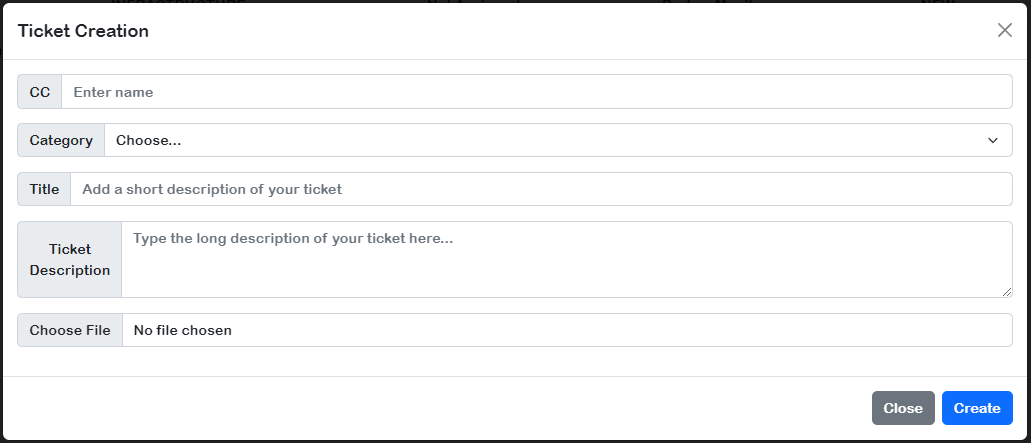 Ticket Creation
CC Enter name
Category Choose...
Title Add a short description of your ticket
Ticket Description Type the long description of your ticket here...
Choose File No file chosen
Close Create